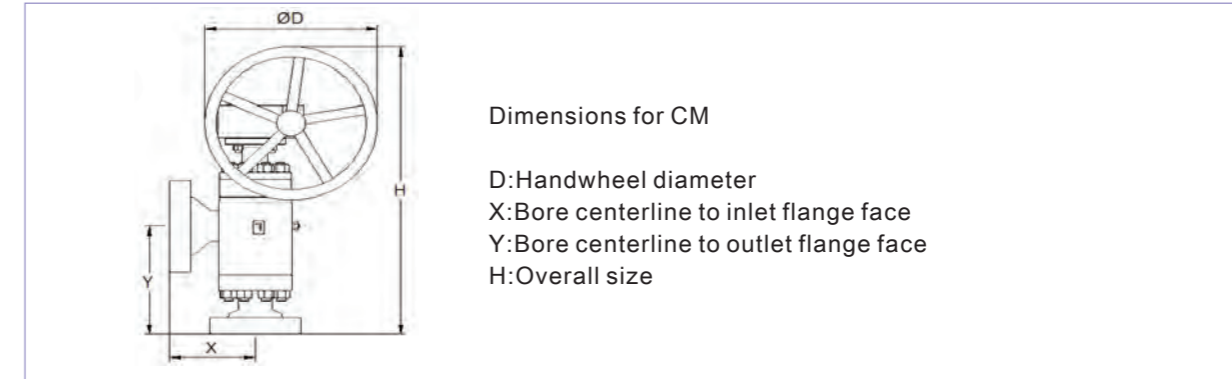 ØD
H
Y
X
Dimensions for CM
D:Handwheel diameter
X:Bore centerline to inlet flange face
Y:Bore centerline to outlet flange face
H:Overall size